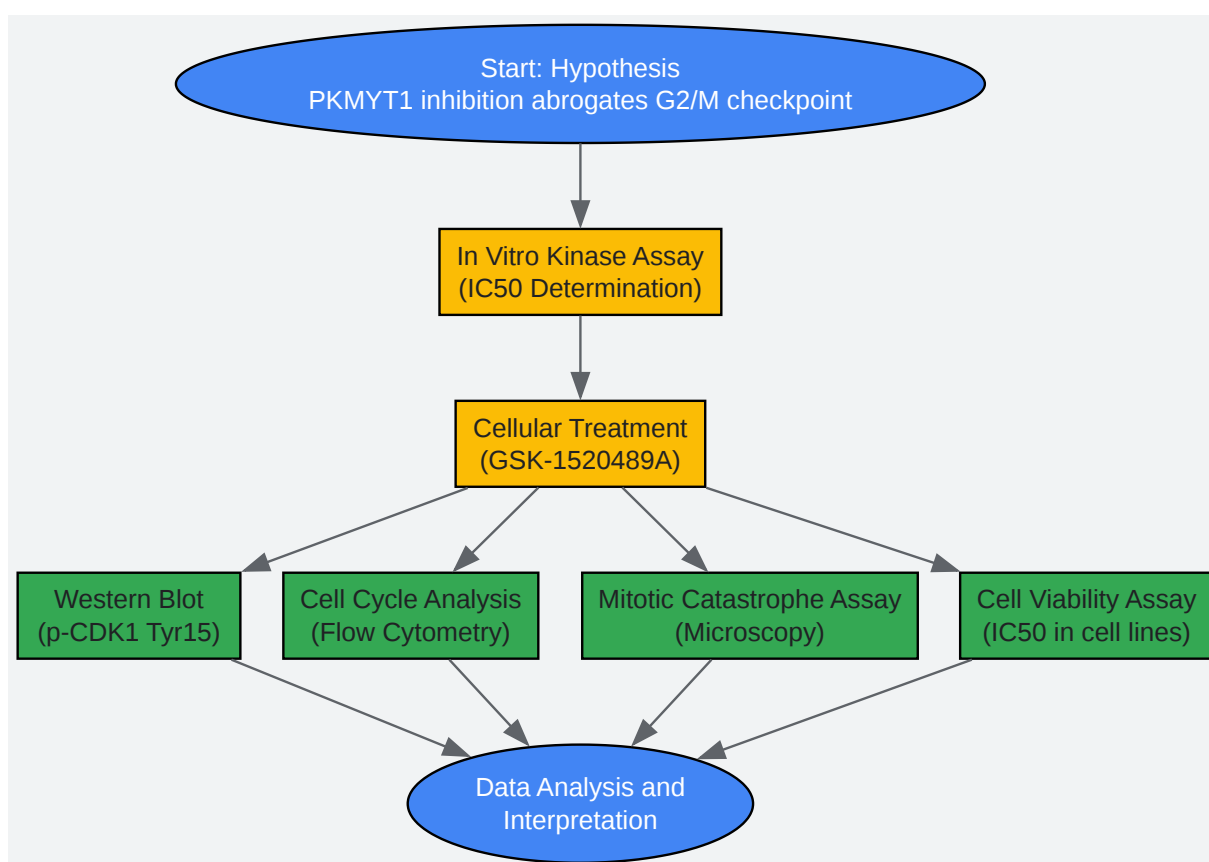 Start: Hypothesis
PKMYT1 inhibition abrogates G2/M checkpoint
In Vitro Kinase Assay
(IC50 Determination)
Cellular Treatment
(GSK-1520489A)
Western Blot
(p-CDK1 Tyr15)
Cell Cycle Analysis
(Flow Cytometry)
Mitotic Catastrophe Assay
(Microscopy)
Cell Viability Assay
(IC50 in cell lines)
Data Analysis and
Interpretation